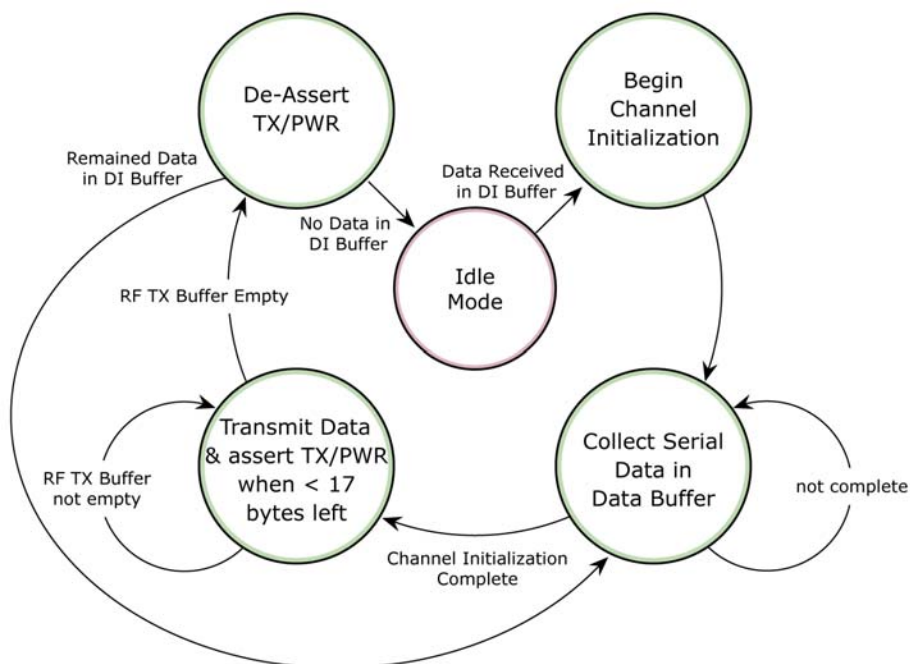 De-Assert
TX/PWR
Begin
Channel
Initialization
Remained Data
in DI Buffer
Data Received
in DI Buffer
No Data in
DI Buffer
Idle
Mode
RF TX Buffer Empty
Transmit Data
& assert TX/PWR
when < 17
bytes left
RF TX Buffer
not empty
Collect Serial
Data in
Data Buffer
not complete
Channel Initialization
Complete